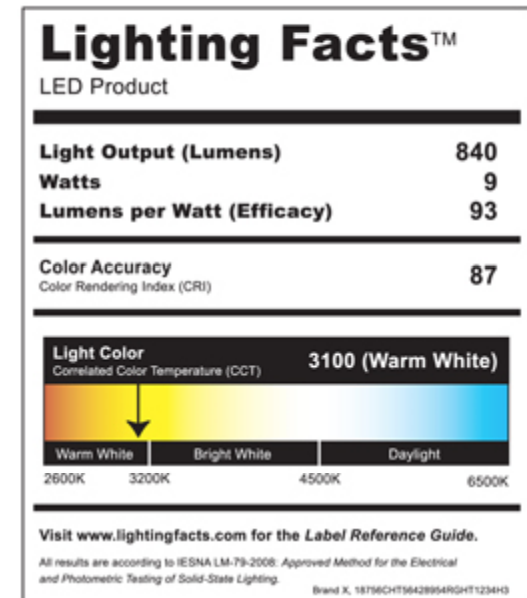 Lighting Facts™
LED Product
Light Output (Lumens) 840
Watts 9
Lumens per Watt (Efficacy) 93
Color Accuracy 87
Color Rendering Index (CRI)
Light Color 3100 (Warm White)
Correlated Color Temperature (CCT)
Warm White Bright White Daylight
2600K 3200K 4500K 6500K
Visit www.lightingfacts.com for the Label Reference Guide.
All results are according to IESNA LM-79-2008: Approved Method for the Electrical
and Photometric Testing of Solid-State Lighting.
Brand X, 18756CHT56428954RGHT1234H3